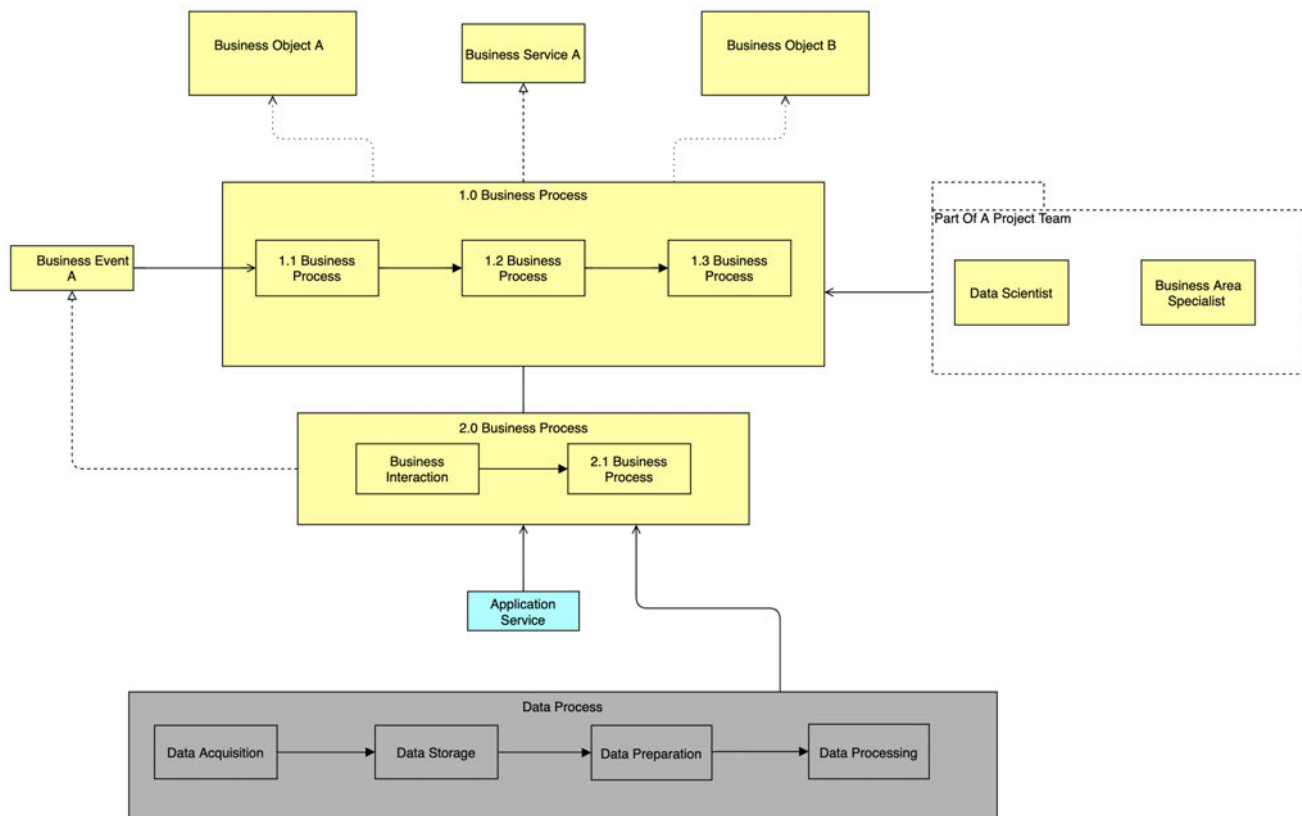 Business Object A
Business Service A
Business Object B
1.0 Business Process
Part Of A Project Team
Business Event
A
1.1 Business
Process
1.2 Business
Process
1.3 Business
Process
Data Scientist
Business Area
Specialist
2.0 Business Process
Business
Interaction
2.1 Business
Process
Application
Service
Data Process
Data Acquisition
Data Storage
Data Preparation
Data Processing